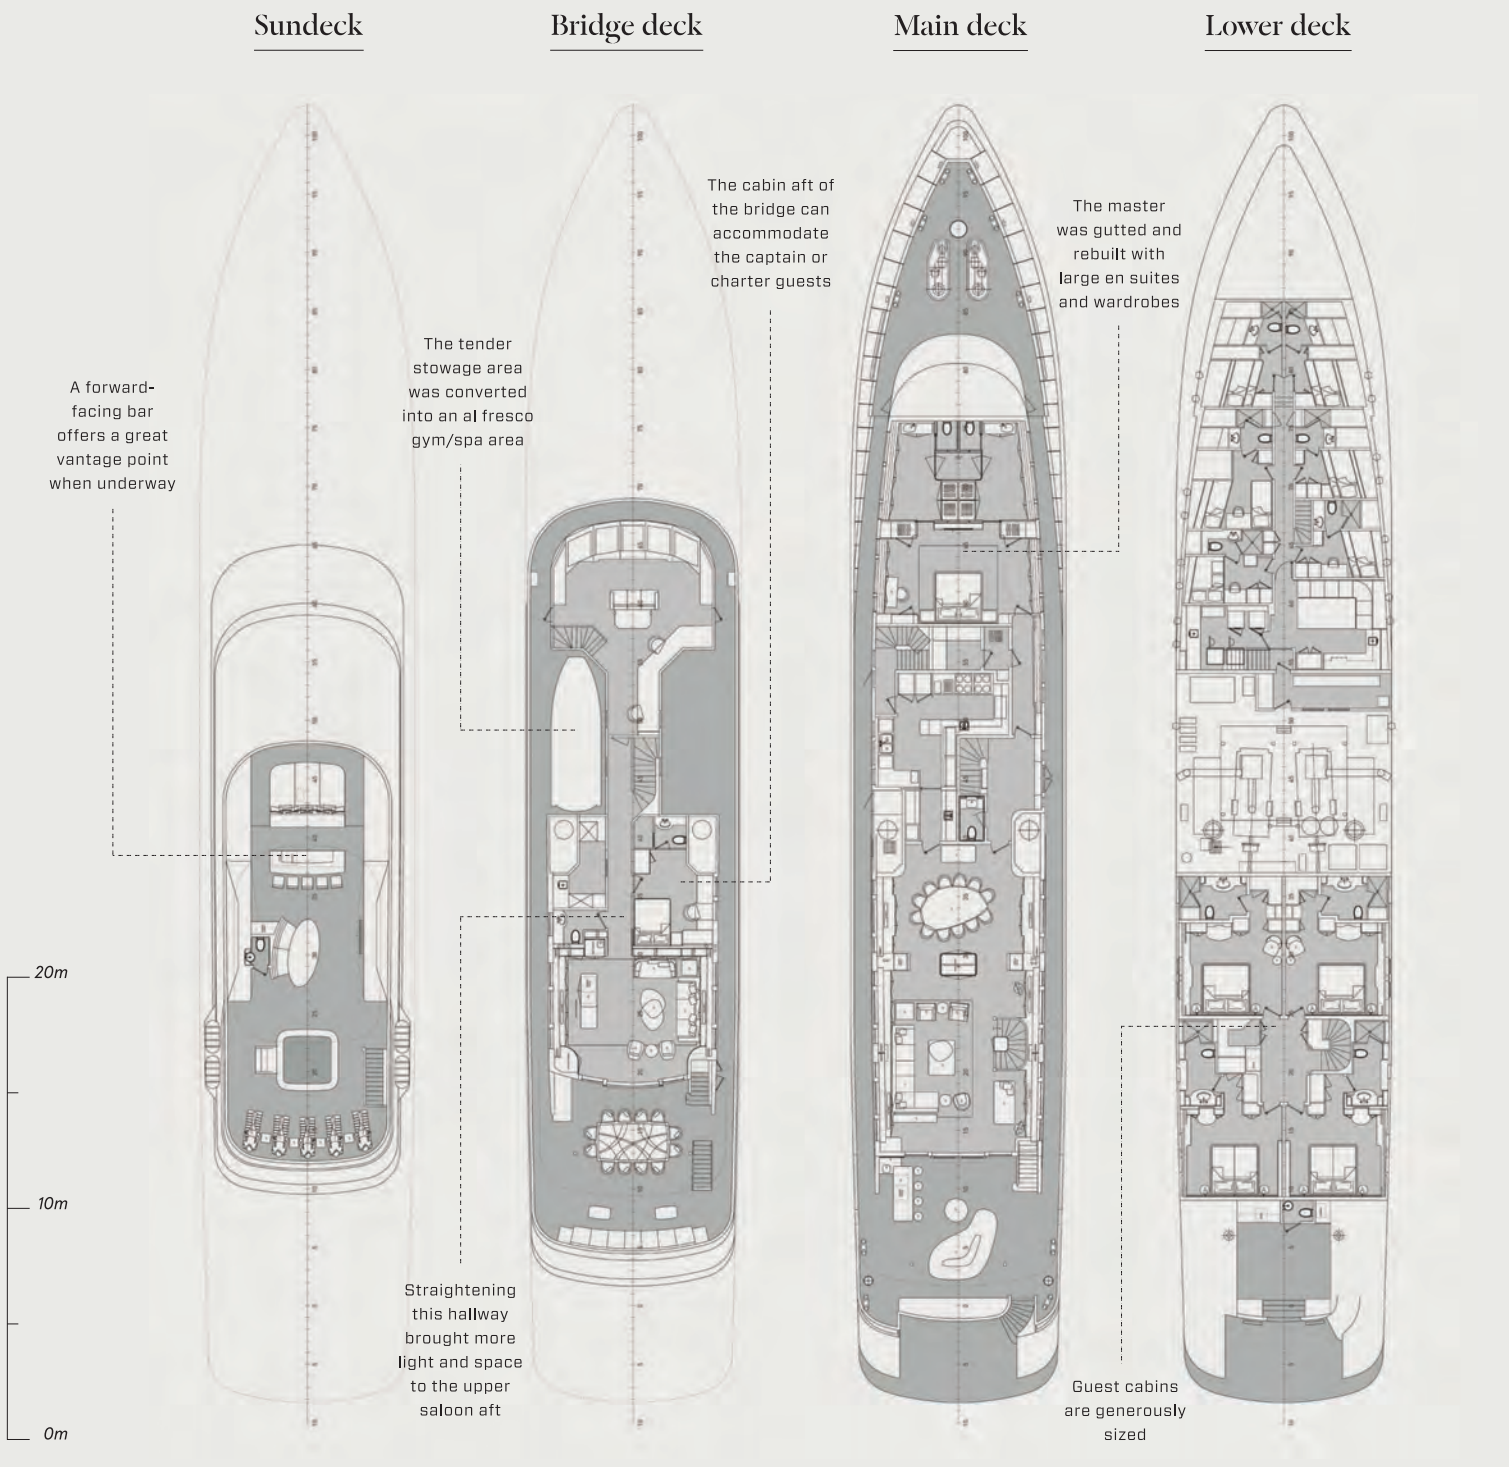 Sundeck
Bridge deck
Main deck
Lower deck
The cabin aft of
the bridge can
accommodate
the captain or
charter guests
The master
was gutted and
rebuilt with
large en suites
and wardrobes
The tender
stowage area
was converted
into an al fresco
gym/spa area
A forward-
facing bar
offers a great
vantage point
when underway
20m
10m
0m
Straightening
this hallway
brought more
light and space
to the upper
saloon aft
Guest cabins
are generously
sized